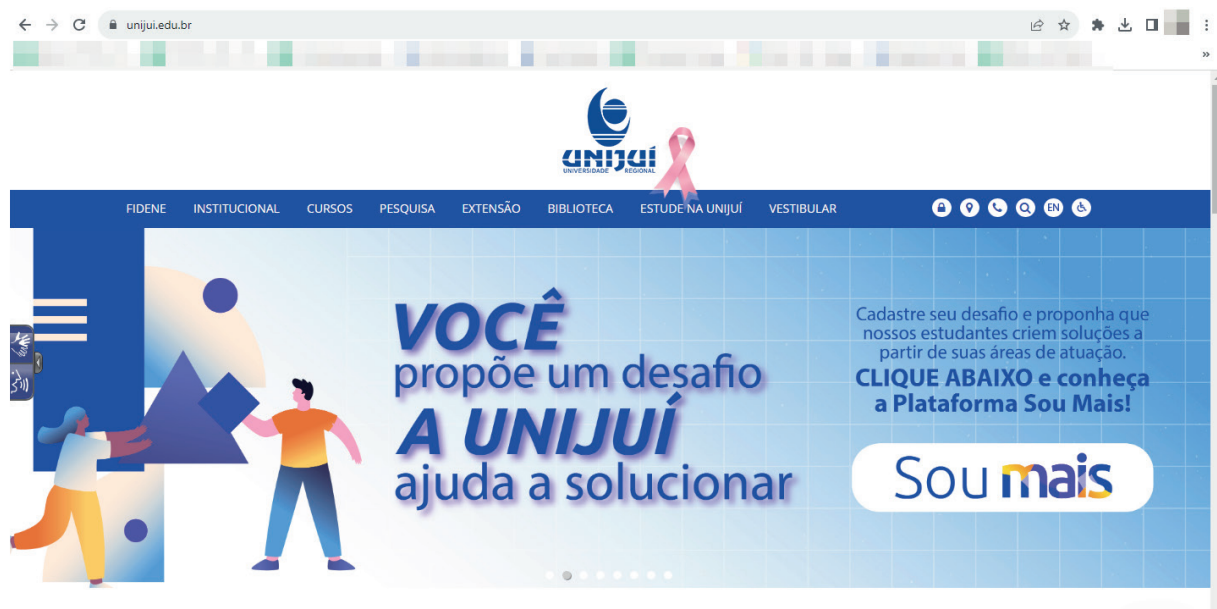 unijui.edu.br
UNIJUÍ
UNIVERSIDADE REGIONAL
FIDENE INSTITUCIONAL CURSOS PESQUISA EXTENSÃO BIBLIOTECA ESTUDE NA UNIJUÍ VESTIBULAR EN
VOCÊ
propõe um desafio
A UNIJUÍ
ajuda a solucionar
Cadastre seu desafio e proponha que
nossos estudantes criem soluções a
partir de suas áreas de atuação.
CLIQUE ABAIXO e conheça
a Plataforma Sou Mais!
Sou mais